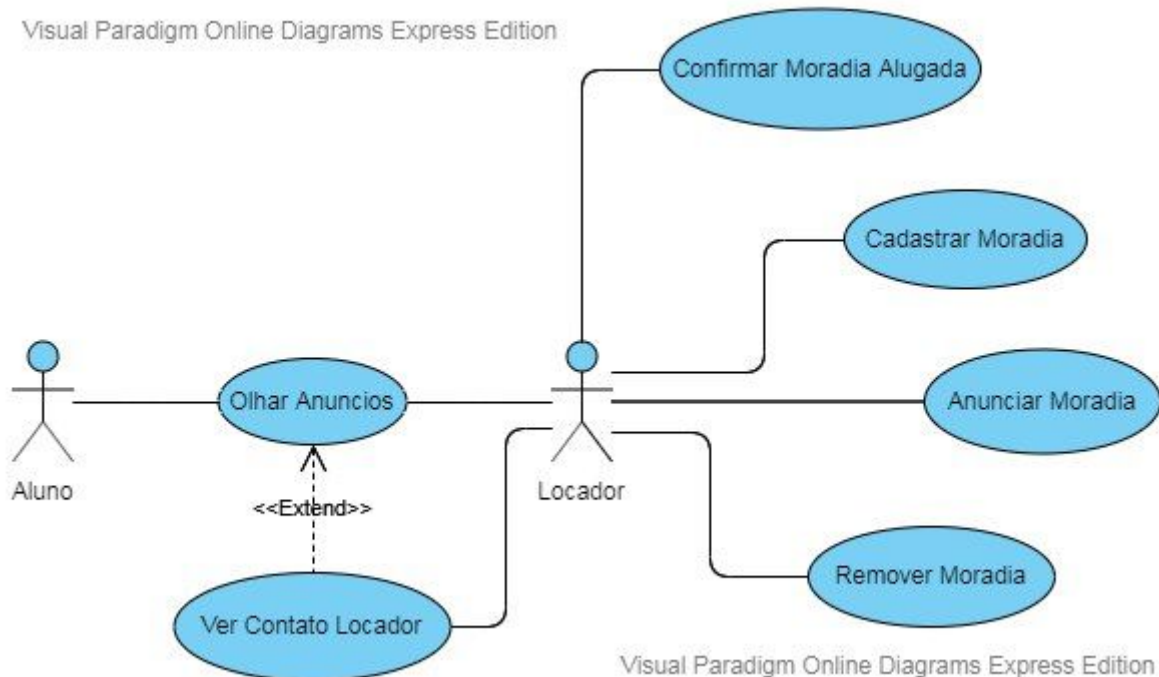 Visual Paradigm Online Diagrams Express Edition
Confirmar Moradia Alugada
Cadastrar Moradia
Olhar Anuncios
Anunciar Moradia
Aluno
Locador
<<Extend>>
Remover Moradia
Ver Contato Locador
Visual Paradigm Online Diagrams Express Edition